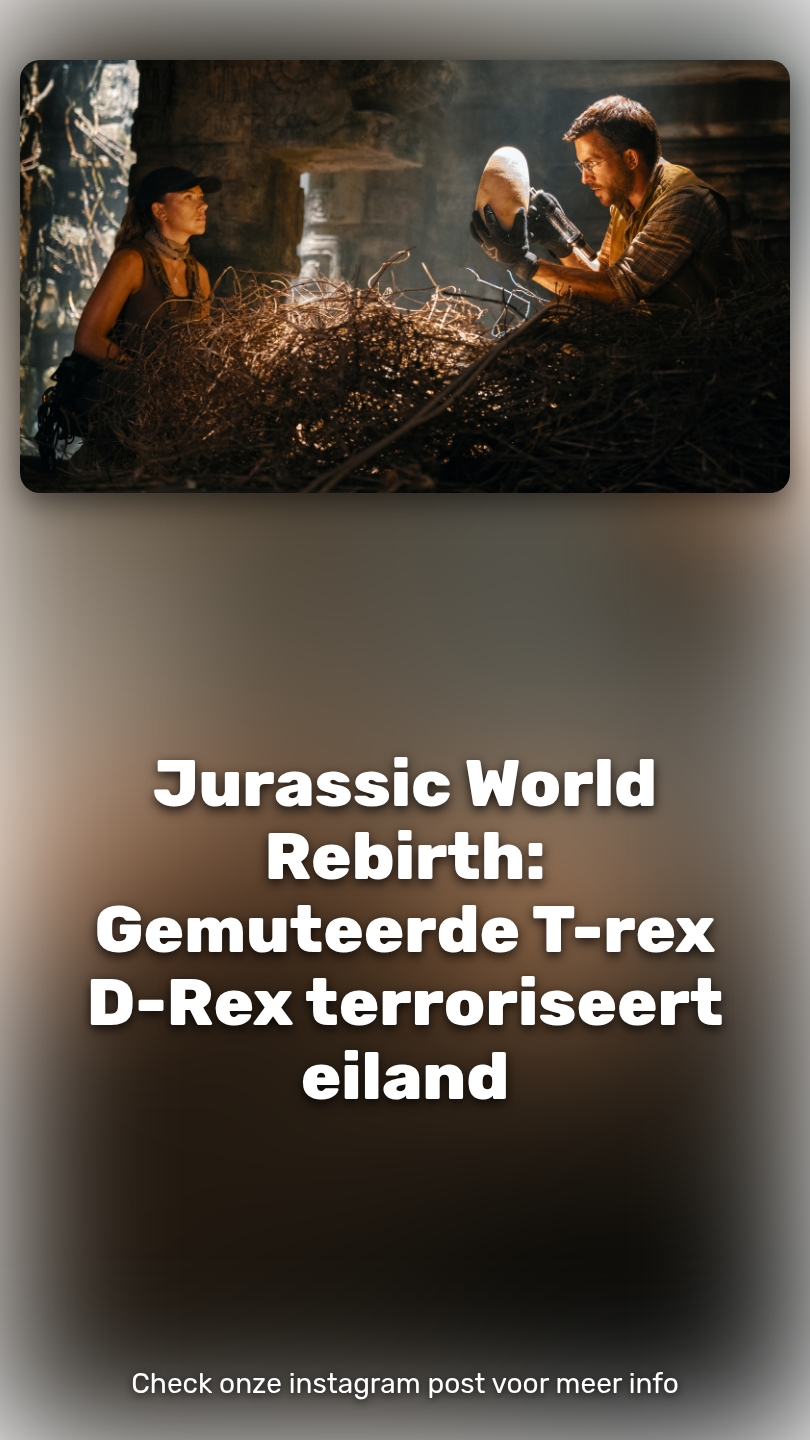 Jurassic World
Rebirth:
Gemuteerde T-rex
D-Rex terroriseert
eiland
Check onze instagram post voor meer info